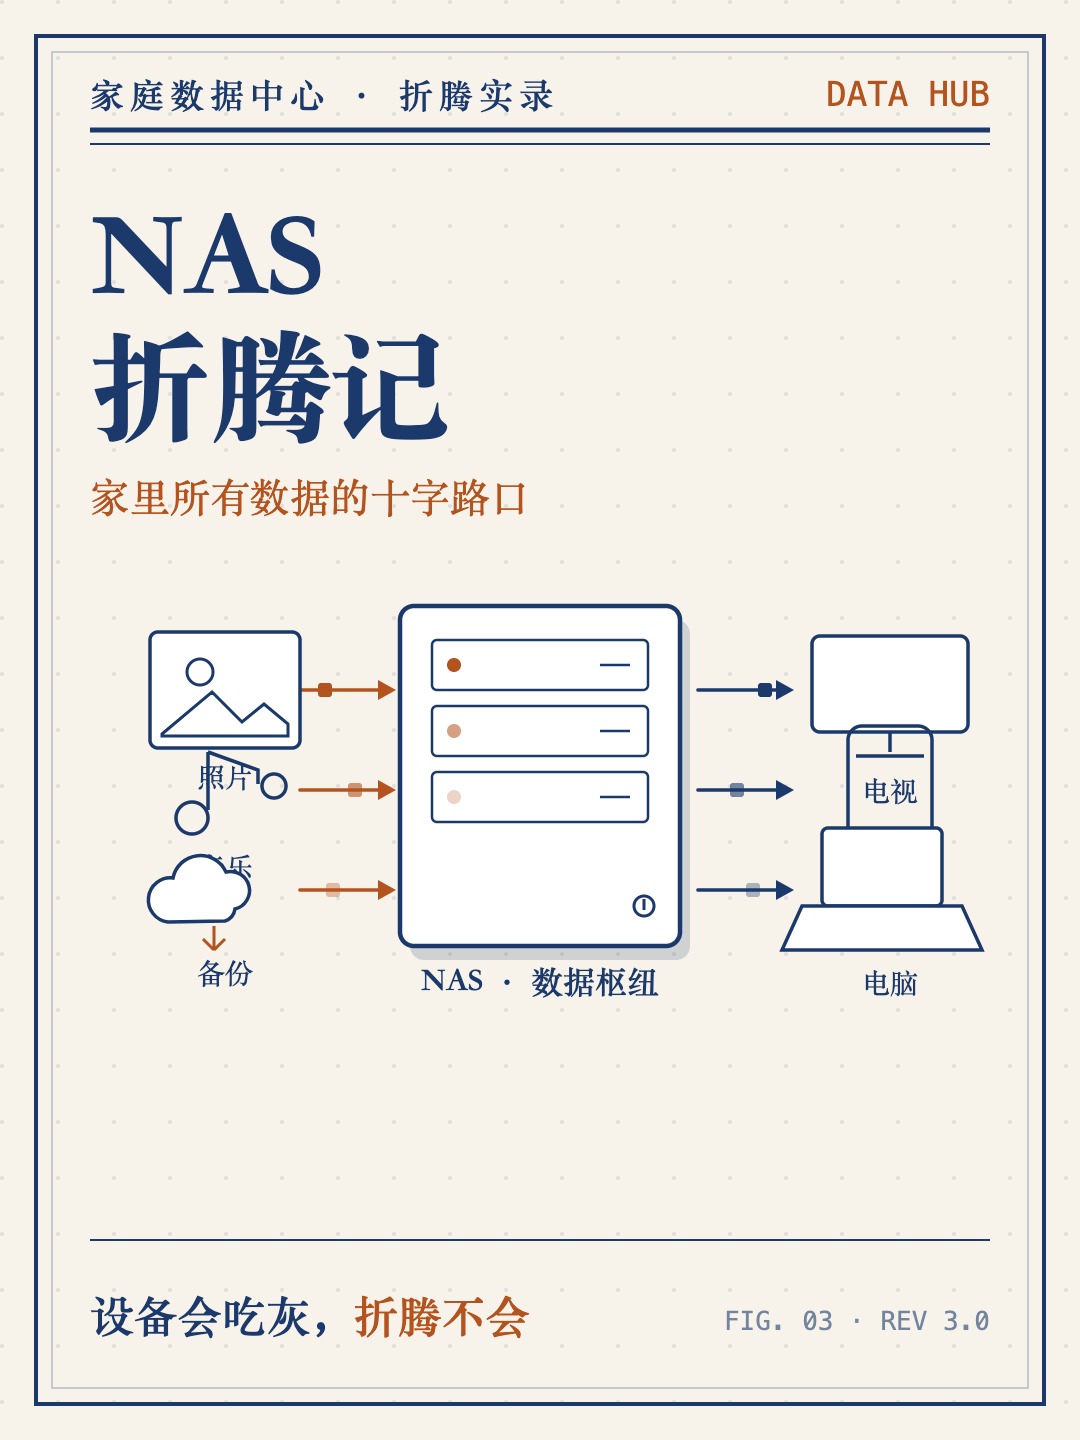 家庭数据中心 · 折腾实录
DATA HUB
NAS
折腾记
家里所有数据的十字路口
照片
乐
备份
NAS · 数据枢纽
电视
电脑
设备会吃灰，折腾不会
FIG. 03 · REV 3.0